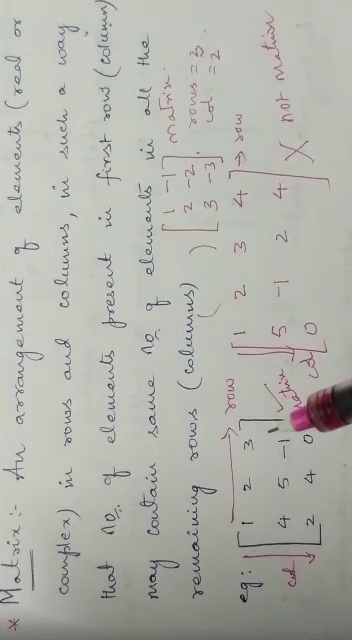 * Matrix :- An arrangement of elements (real or
complex) in rows and columns, in such a way
that no. of elements present in first row (column)
may contain same no. of elements in all the
remaining rows (columns)
[ 1 -1
2 -2
3 -3 ]
matrix.
rows = 3
col = 2
eg:
[ 1 2 3
4 5 -1
2 4 0 ]
→ row
col
matrix
[ 1 2 3 4
5 -1 2 4
0 ]
→ row
col
X not matrix